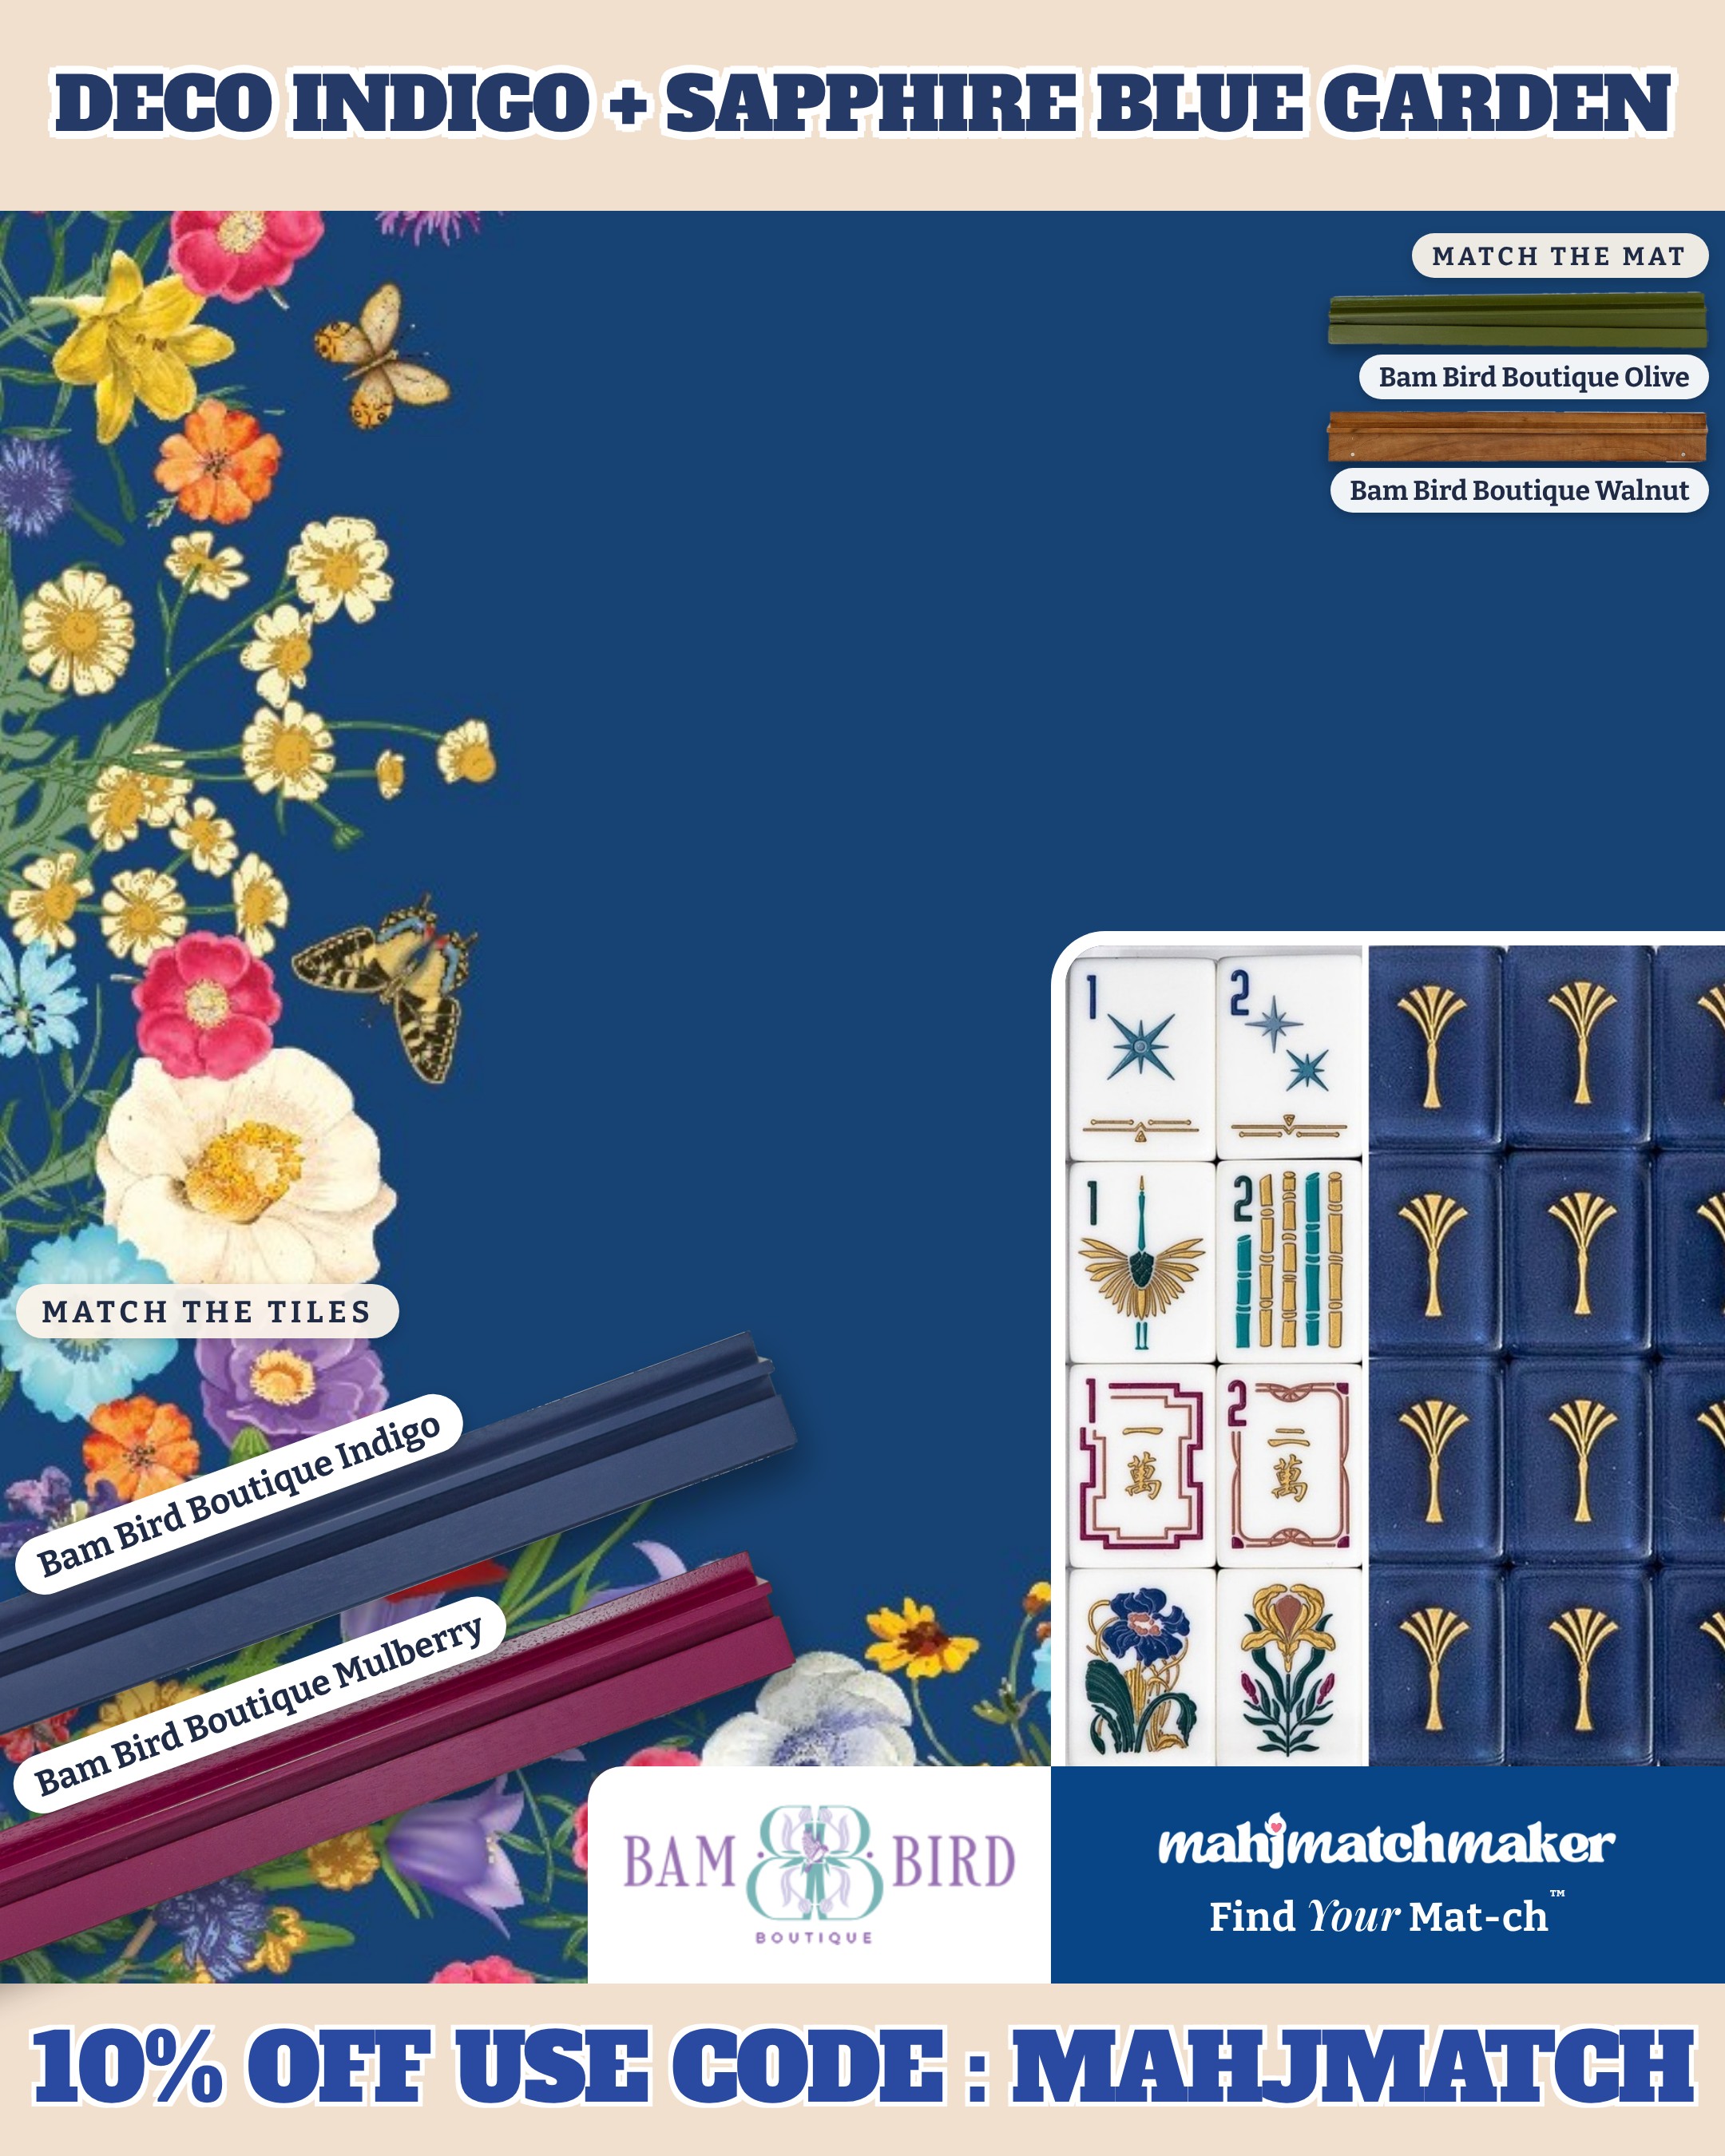 DECO INDIGO + SAPPHIRE BLUE GARDEN
MATCH THE MAT
Bam Bird Boutique Olive
Bam Bird Boutique Walnut
1
2
1
2
1
一
萬
2
二
萬
MATCH THE TILES
Bam Bird Boutique Indigo
Bam Bird Boutique Mulberry
BAM BB BIRD
BOUTIQUE
mahjmatchmaker
Find Your Mat-ch™
10% OFF USE CODE : MAHJMATCH